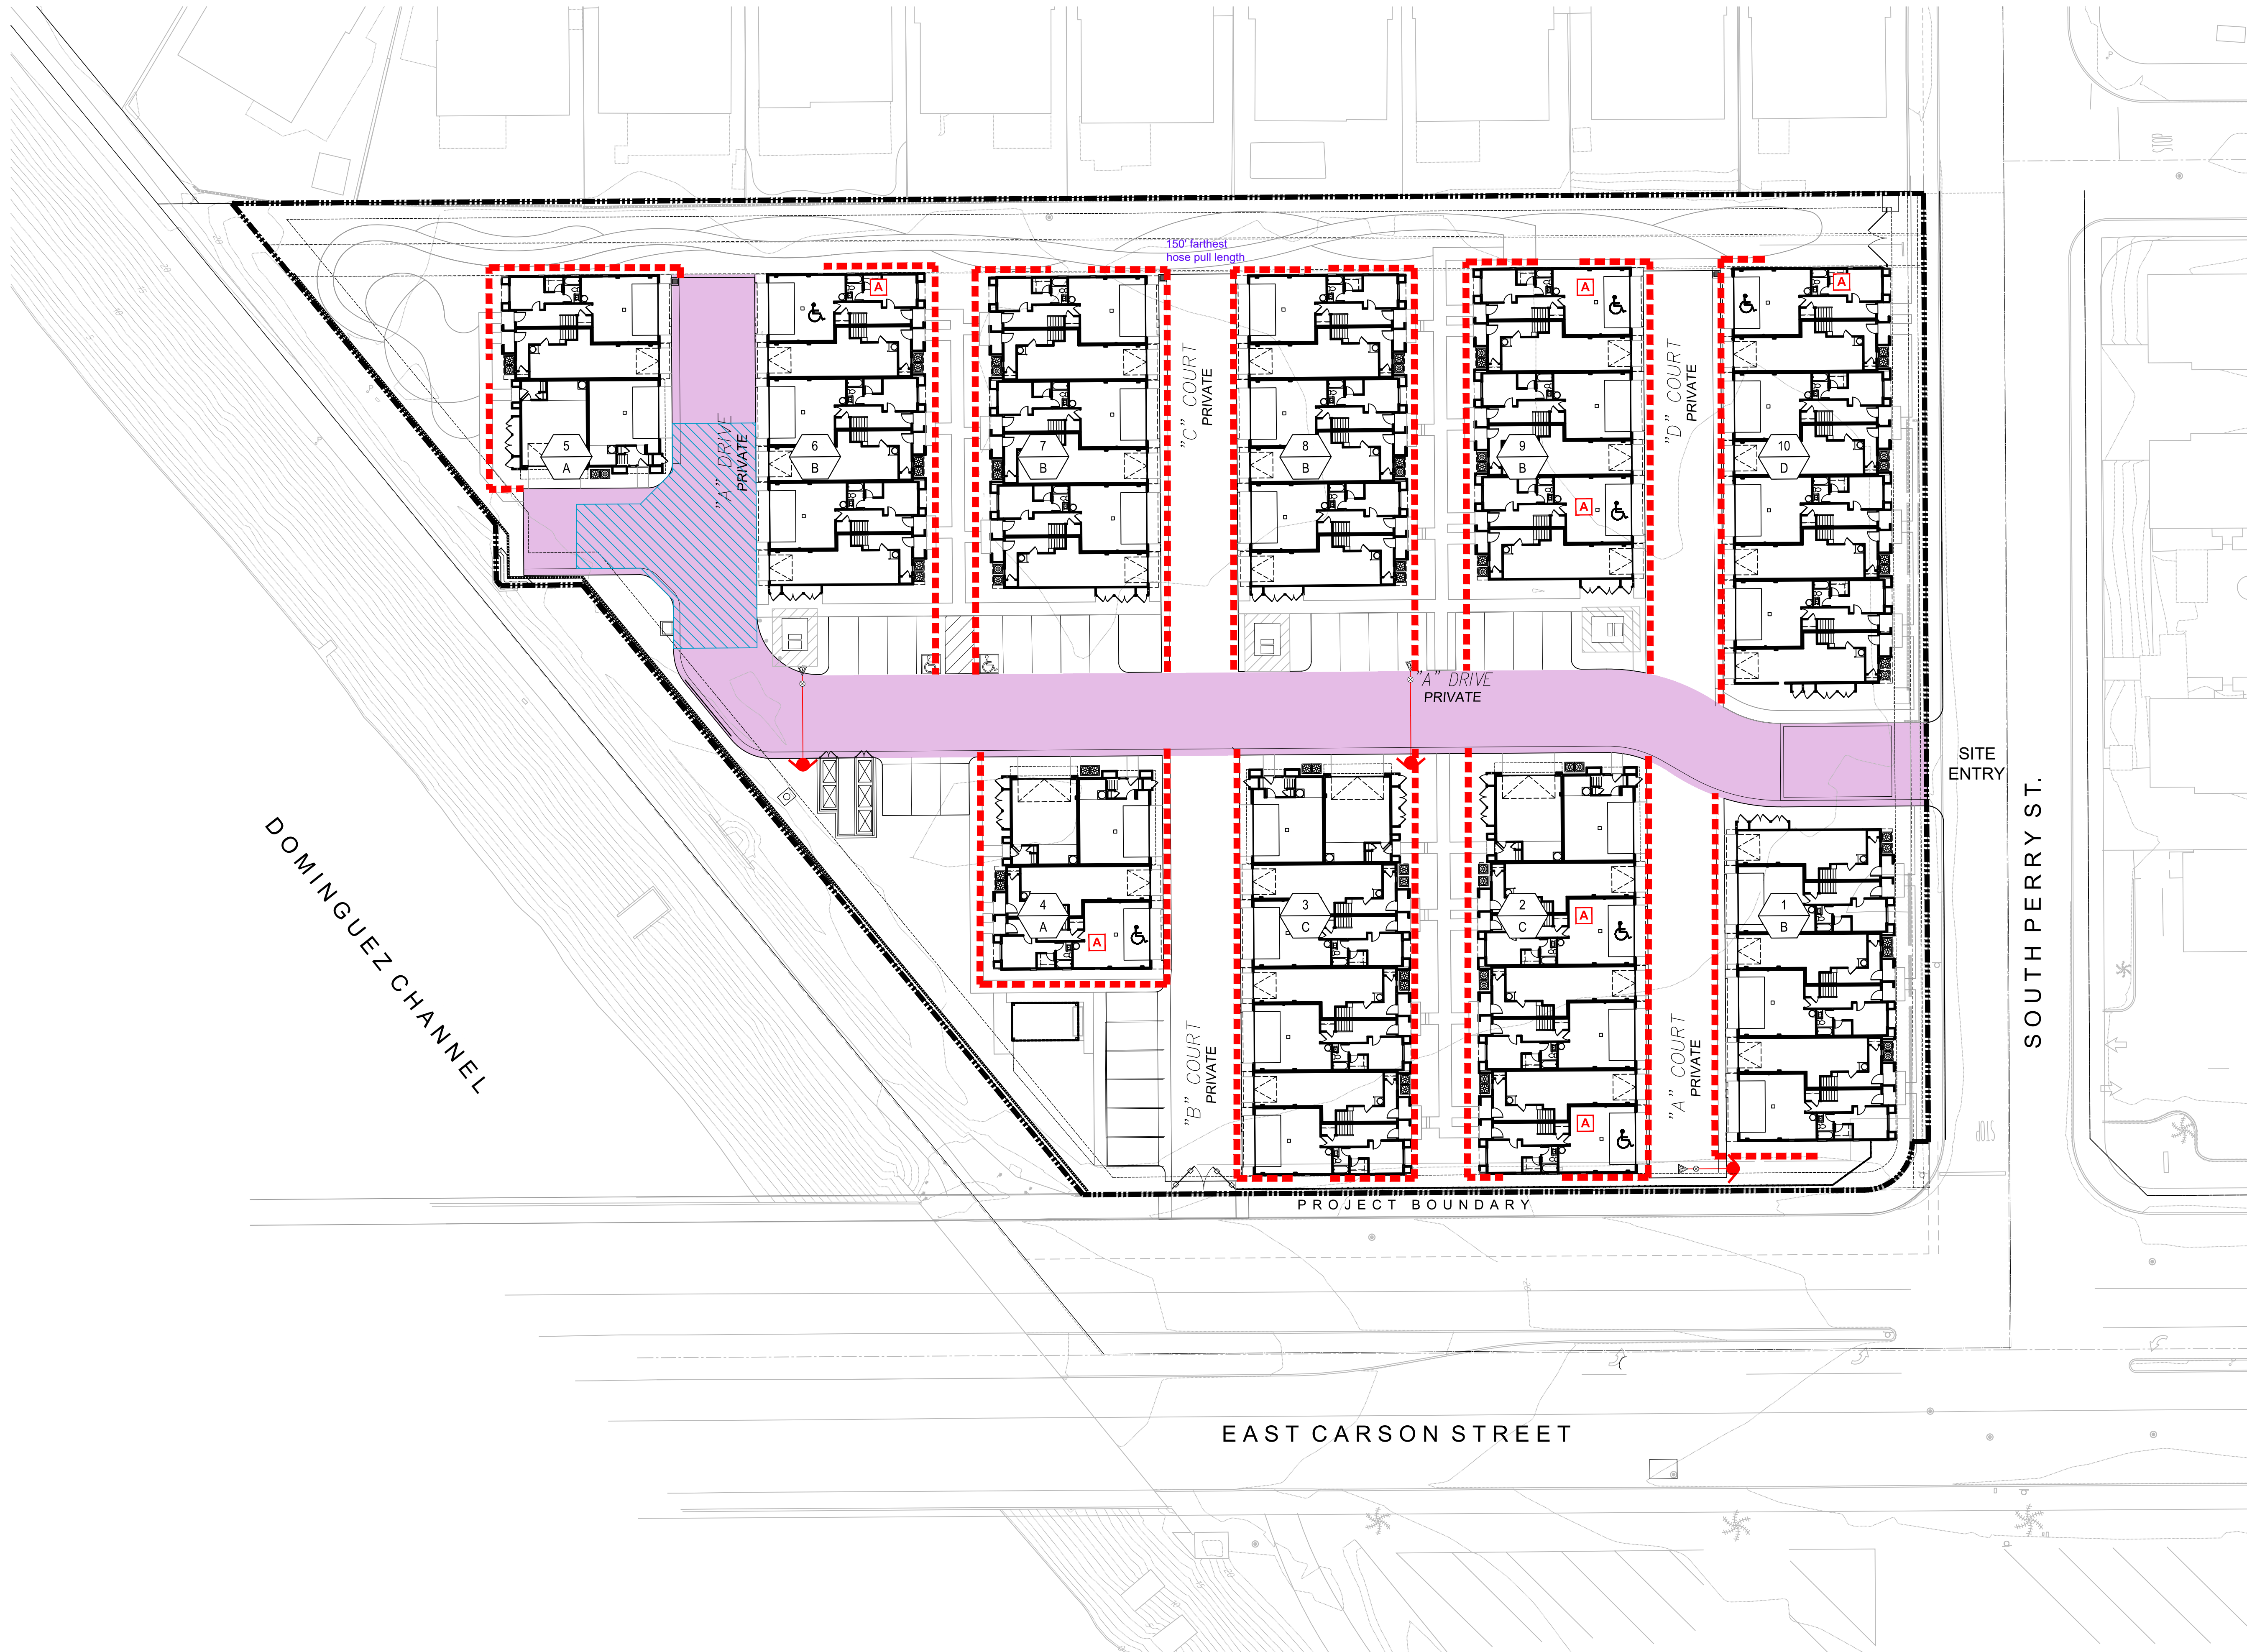 STOP
150' farthest
hose pull length
A
A
A
"C" COURT
PRIVATE
"D" COURT
PRIVATE
"A" DRIVE
PRIVATE
5
A
6
B
7
B
8
B
9
B
10
D
A
"A" DRIVE
PRIVATE
SITE
ENTRY
SOUTH PERRY ST.
DOMINGUEZ CHANNEL
4
A
A
3
C
2
C
A
1
B
"B" COURT
PRIVATE
"A" COURT
PRIVATE
A
STOP
PROJECT BOUNDARY
EAST CARSON STREET